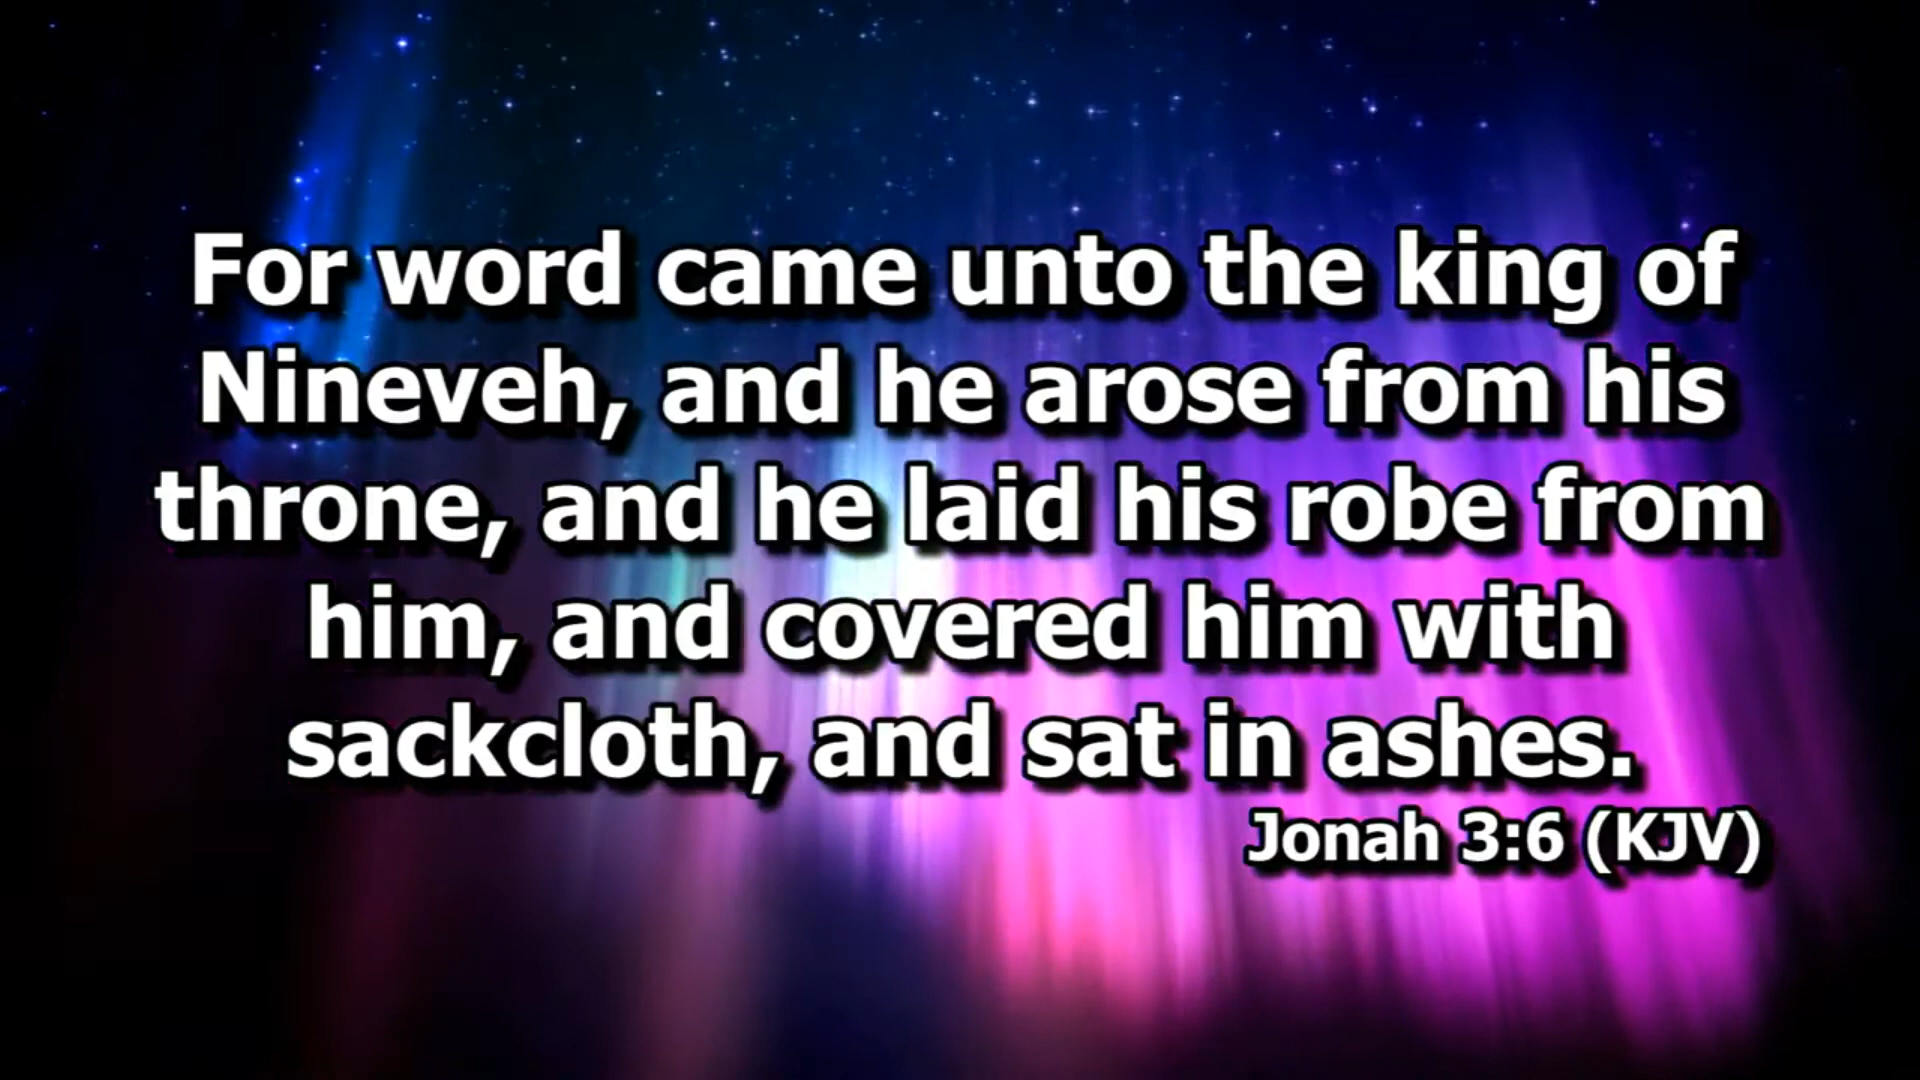 For word came unto the king of
Nineveh, and he arose from his
throne, and he laid his robe from
him, and covered him with
sackcloth, and sat in ashes.
Jonah 3:6 (KJV)